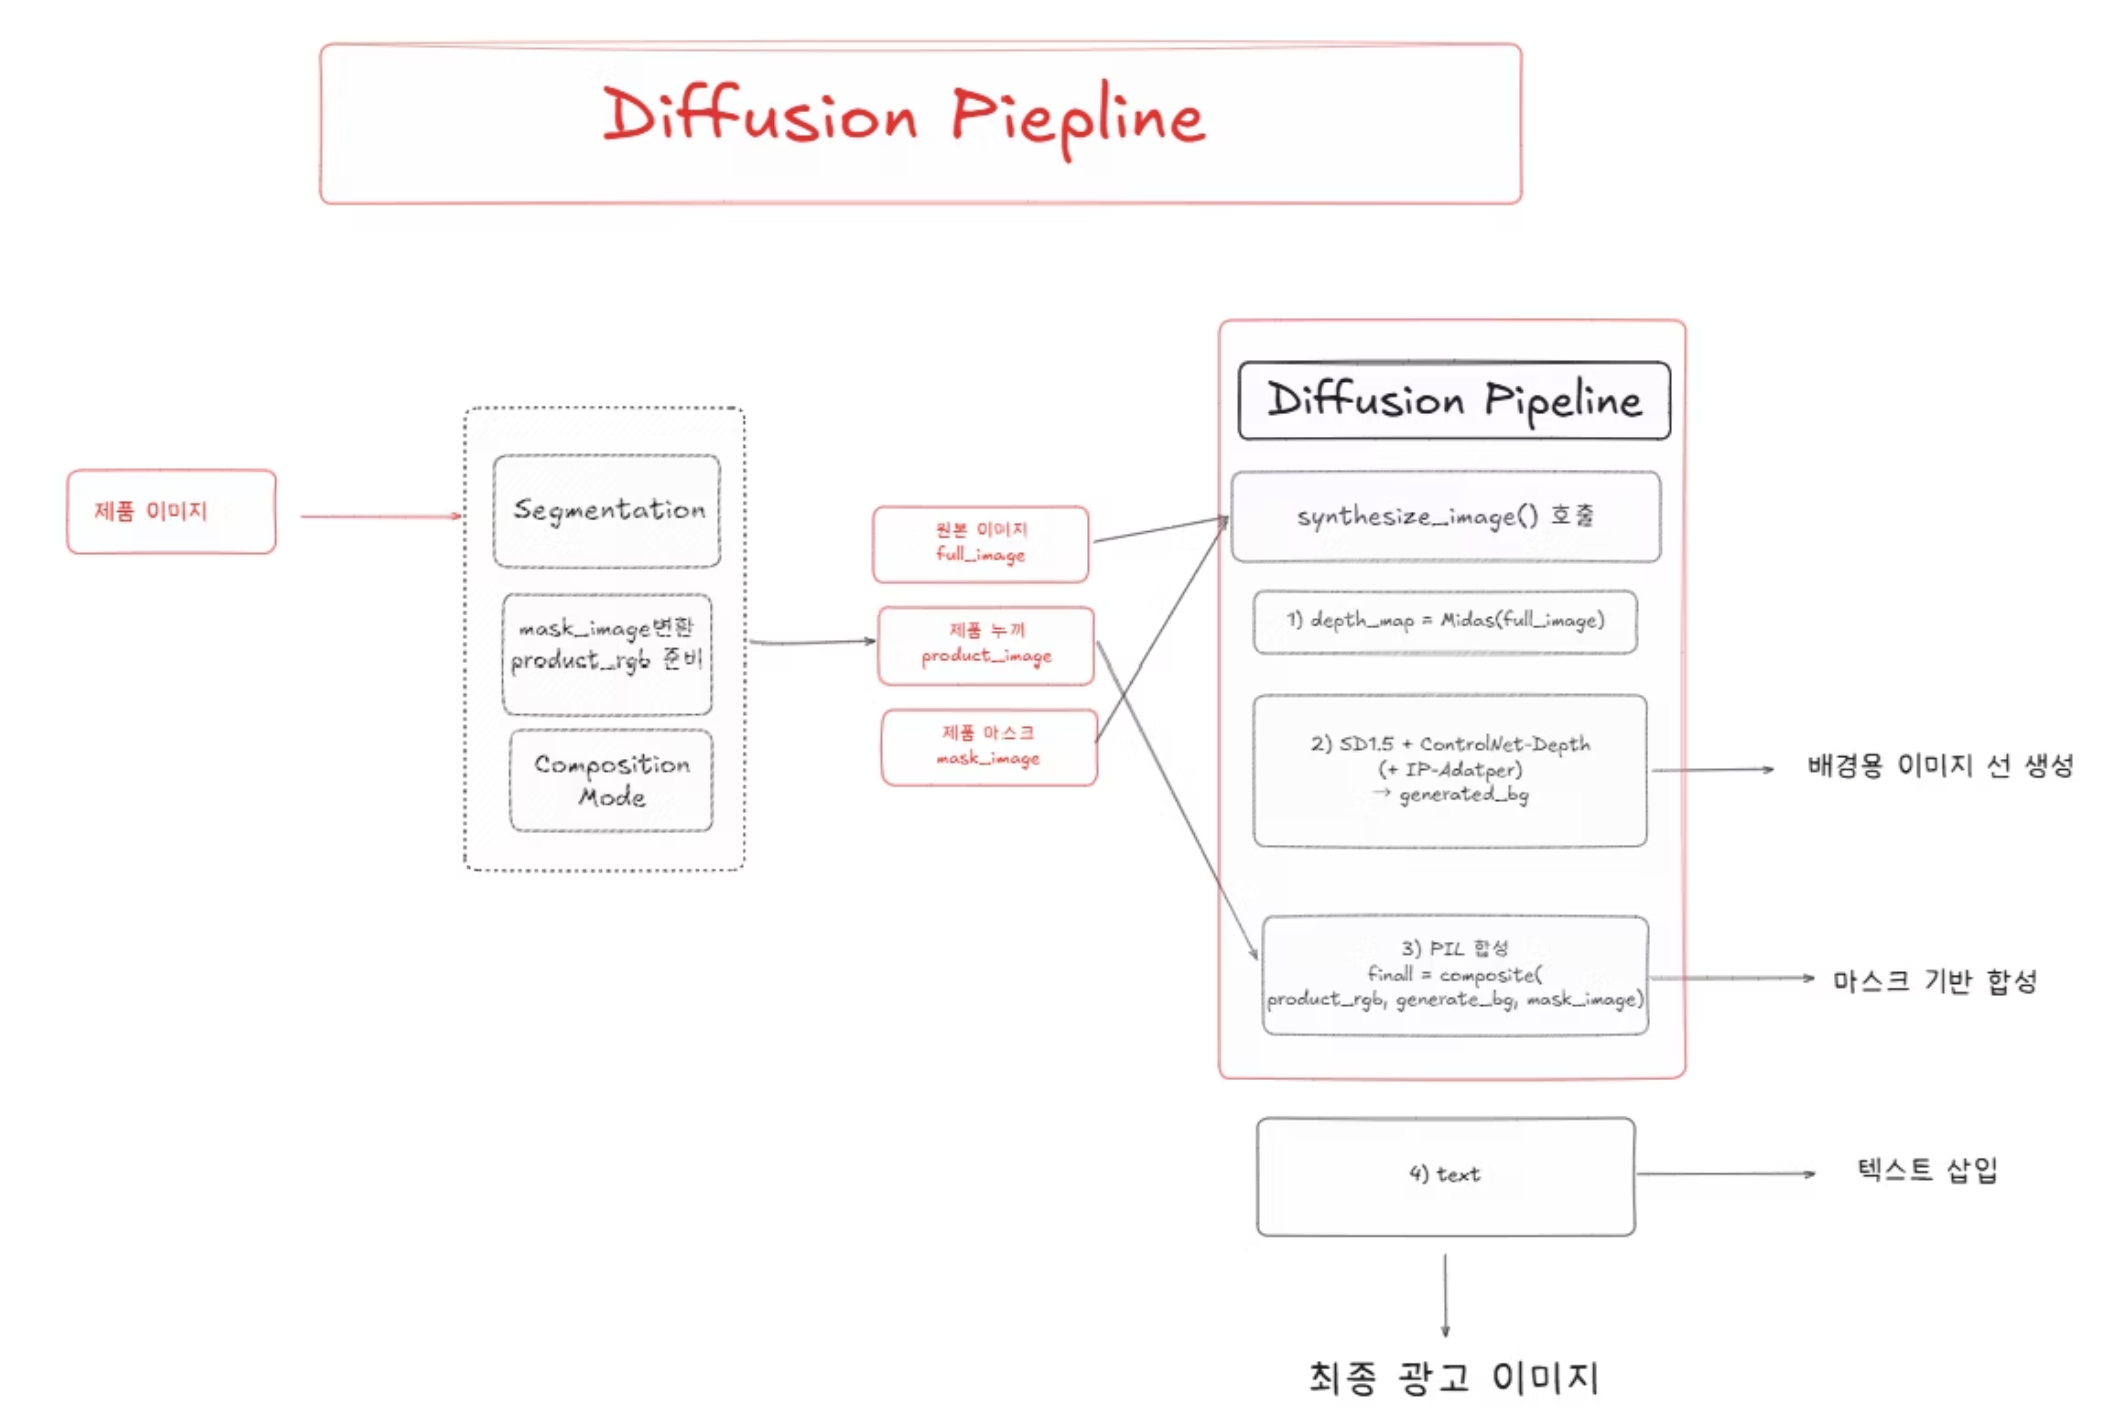 Diffusion Piepline
제품 이미지
Segmentation
mask_image변환
product_rgb 준비
Composition
Mode
원본 이미지
full_image
제품 누끼
product_image
제품 마스크
mask_image
Diffusion Pipeline
synthesize_image() 호출
1) depth_map = Midas(full_image)
2) SD1.5 + ControlNet-Depth
(+ IP-Adatper)
→ generated_bg
배경용 이미지 선 생성
3) PIL 합성
finall = composite(
product_rgb, generate_bg, mask_image)
마스크 기반 합성
4) text
텍스트 삽입
최종 광고 이미지